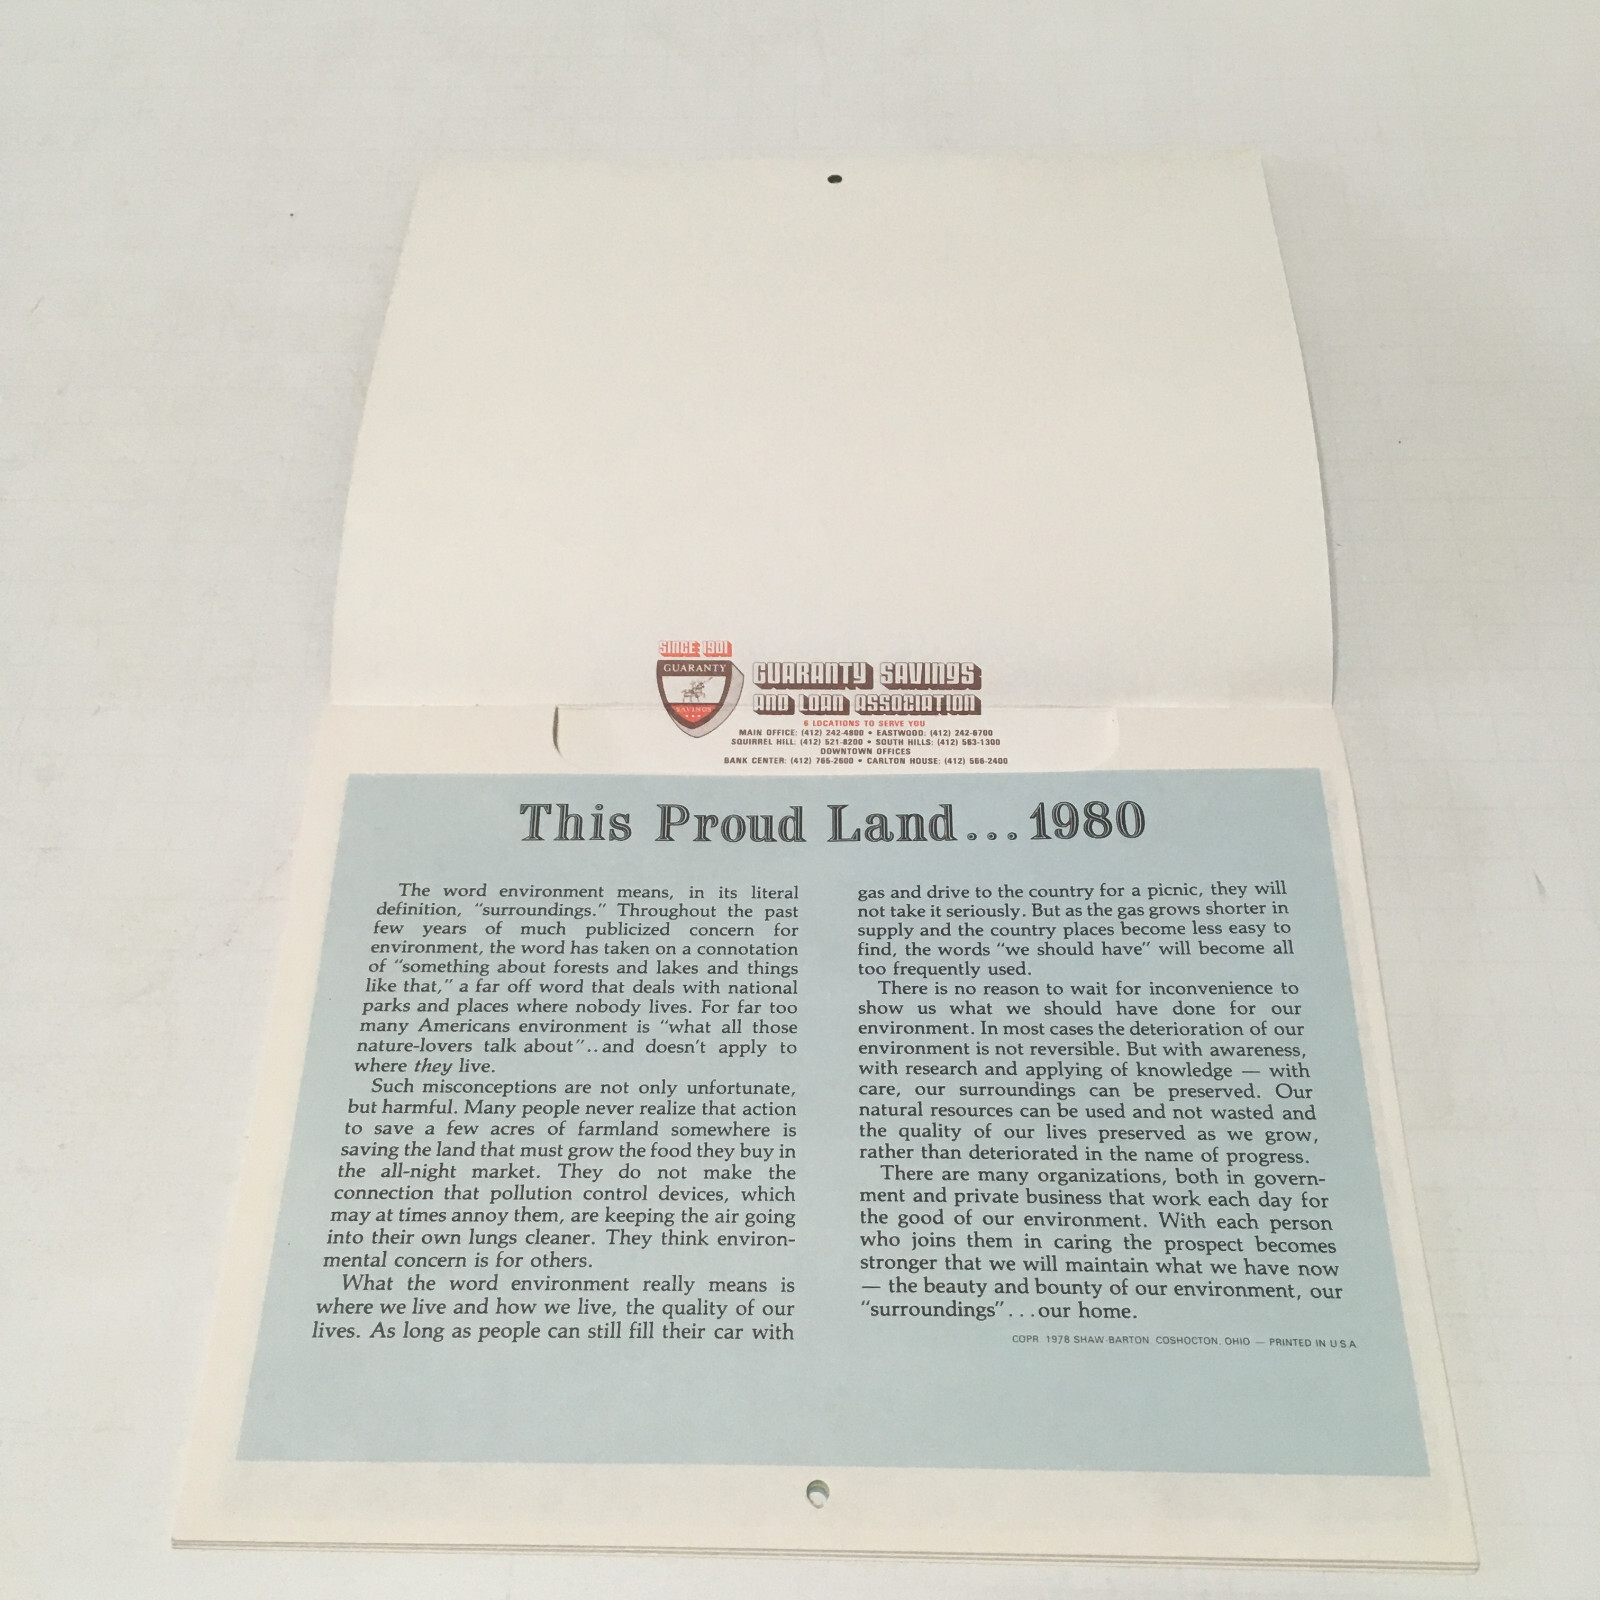 SINCE 1901
GUARANTY
SAVINGS
GUARANTY SAVINGS
AND LOAN ASSOCIATION
6 LOCATIONS TO SERVE YOU
MAIN OFFICE: (412) 242-4800 • EASTWOOD: (412) 242-6700
SQUIRREL HILL: (412) 521-8200 • SOUTH HILLS: (412) 563-1300
DOWNTOWN OFFICES
BANK CENTER: (412) 765-2600 • CARLTON HOUSE: (412) 566-2400
This Proud Land...1980
The word environment means, in its literal
definition, "surroundings." Throughout the past
few years of much publicized concern for
environment, the word has taken on a connotation
of "something about forests and lakes and things
like that," a far off word that deals with national
parks and places where nobody lives. For far too
many Americans environment is "what all those
nature-lovers talk about"..and doesn't apply to
where they live.
Such misconceptions are not only unfortunate,
but harmful. Many people never realize that action
to save a few acres of farmland somewhere is
saving the land that must grow the food they buy in
the all-night market. They do not make the
connection that pollution control devices, which
may at times annoy them, are keeping the air going
into their own lungs cleaner. They think environ-
mental concern is for others.
What the word environment really means is
where we live and how we live, the quality of our
lives. As long as people can still fill their car with
gas and drive to the country for a picnic, they will
not take it seriously. But as the gas grows shorter in
supply and the country places become less easy to
find, the words "we should have" will become all
too frequently used.
There is no reason to wait for inconvenience to
show us what we should have done for our
environment. In most cases the deterioration of our
environment is not reversible. But with awareness,
with research and applying of knowledge — with
care, our surroundings can be preserved. Our
natural resources can be used and not wasted and
the quality of our lives preserved as we grow,
rather than deteriorated in the name of progress.
There are many organizations, both in govern-
ment and private business that work each day for
the good of our environment. With each person
who joins them in caring the prospect becomes
stronger that we will maintain what we have now
— the beauty and bounty of our environment, our
"surroundings"...our home.
COPR 1978 SHAW-BARTON COSHOCTON, OHIO — PRINTED IN U S A